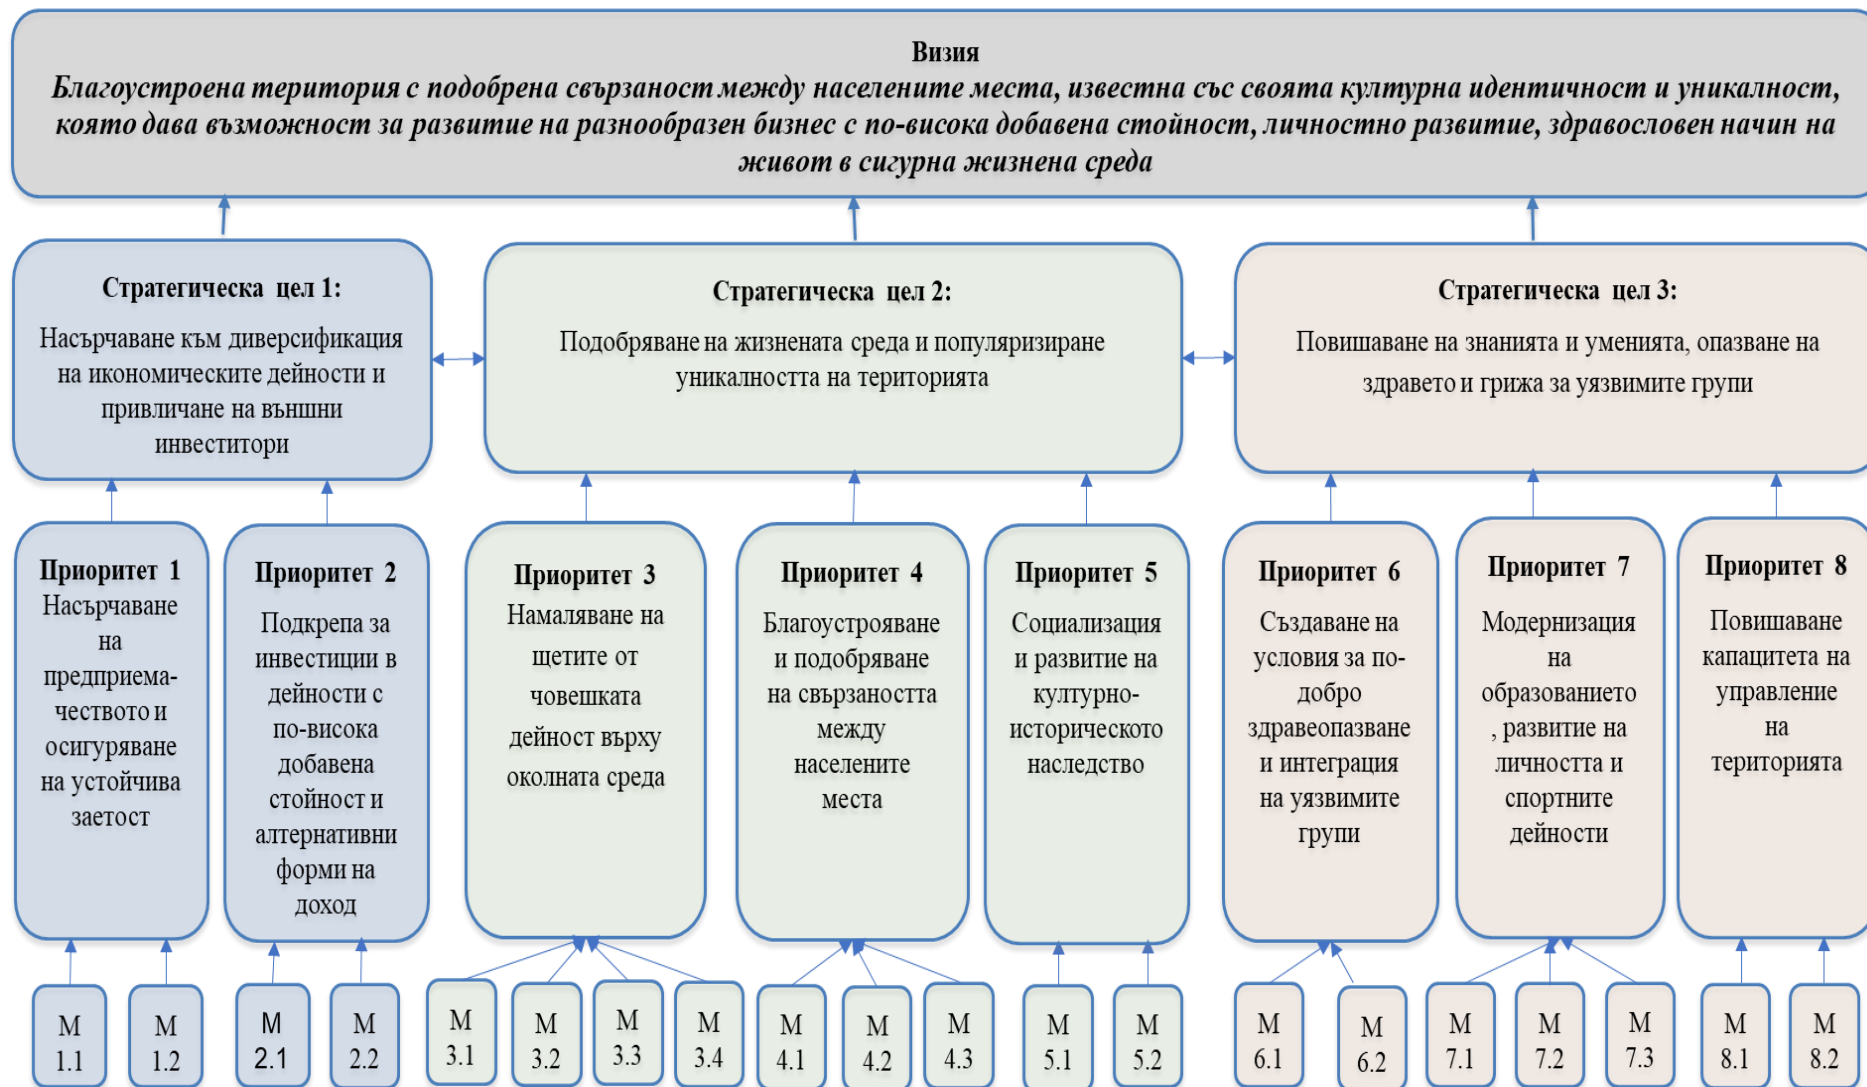 Визия
Благоустроена територия с подобрена свързаност между населените места, известна със своята културна идентичност и уникалност,
която дава възможност за развитие на разнообразен бизнес с по-висока добавена стойност, личностно развитие, здравословен начин на
живот в сигурна жизнена среда
Стратегическа цел 1:
Насърчаване към диверсификация
на икономическите дейности и
привличане на външни
инвеститори
Стратегическа цел 2:
Подобряване на жизнената среда и популяризиране
уникалността на територията
Стратегическа цел 3:
Повишаване на знанията и уменията, опазване на
здравето и грижа за уязвимите групи
Приоритет 1
Насърчаване
на
предприема-
чеството и
осигуряване
на устойчива
заетост
Приоритет 2
Подкрепа за
инвестиции в
дейности с
по-висока
добавена
стойност и
алтернативни
форми на
доход
Приоритет 3
Намаляване на
щетите от
човешката
дейност върху
околната среда
Приоритет 4
Благоустрояване
и подобряване
на свързаността
между
населените
места
Приоритет 5
Социализация
и развитие на
културно-
историческото
наследство
Приоритет 6
Създаване на
условия за по-
добро
здравеопазване
и интеграция
на уязвимите
групи
Приоритет 7
Модернизация
на
образованието
, развитие на
личността и
спортните
дейности
Приоритет 8
Повишаване
капацитета на
управление
на
територията
М
1.1
М
1.2
М
2.1
М
2.2
М
3.1
М
3.2
М
3.3
М
3.4
М
4.1
М
4.2
М
4.3
М
5.1
М
5.2
М
6.1
М
6.2
М
7.1
М
7.2
М
7.3
М
8.1
М
8.2